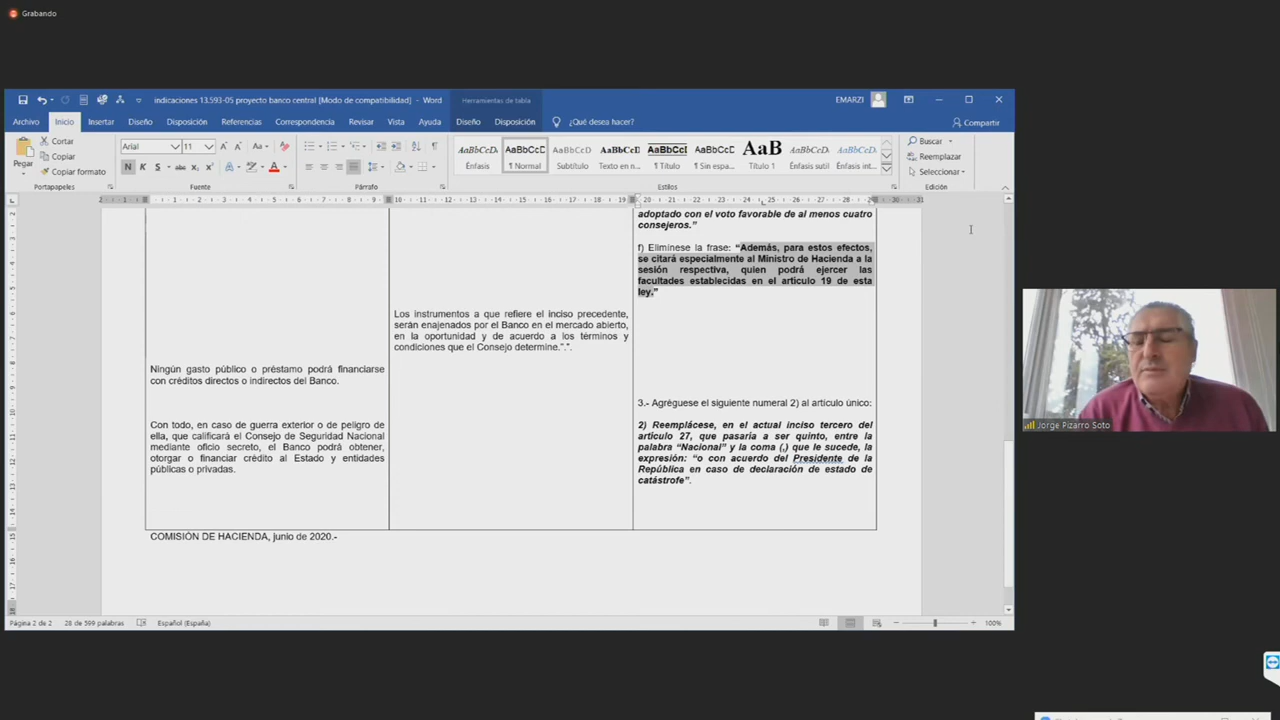 Grabando
indicaciones 13.593-05 proyecto banco central [Modo de compatibilidad] - Word
Herramientas de tabla
EMARZI
Archivo Inicio Insertar Diseño Disposición Referencias Correspondencia Revisar Vista Ayuda Diseño Disposición ¿Qué desea hacer? Compartir
Pegar
Cortar
Copiar
Copiar formato
Portapapeles
Arial 11
N K S abc
Fuente
Párrafo
AaBbCcD AaBbCcC AaBbCcD AaBbCcD AaBbCcC AaBbCcD AaB AaBbCcD AaBbCcD
Énfasis ¶ Normal Subtítulo Texto en n... ¶ Título ¶ Sin espa... Título 1 Énfasis sutil Énfasis int...
Estilos
Buscar
Reemplazar
Seleccionar
Edición
adoptado con el voto favorable de al menos cuatro
consejeros.”
f) Elimínese la frase: “Además, para estos efectos,
se citará especialmente al Ministro de Hacienda a la
sesión respectiva, quien podrá ejercer las
facultades establecidas en el artículo 19 de esta
ley.”
Los instrumentos a que refiere el inciso precedente,
serán enajenados por el Banco en el mercado abierto,
en la oportunidad y de acuerdo a los términos y
condiciones que el Consejo determine.”.”.
Ningún gasto público o préstamo podrá financiarse
con créditos directos o indirectos del Banco.
3.- Agréguese el siguiente numeral 2) al artículo único:
Con todo, en caso de guerra exterior o de peligro de
ella, que calificará el Consejo de Seguridad Nacional
mediante oficio secreto, el Banco podrá obtener,
otorgar o financiar crédito al Estado y entidades
públicas o privadas.
2) Reemplácese, en el actual inciso tercero del
artículo 27, que pasaría a ser quinto, entre la
palabra “Nacional” y la coma (,) que le sucede, la
expresión: “o con acuerdo del Presidente de la
República en caso de declaración de estado de
catástrofe”.
COMISIÓN DE HACIENDA, junio de 2020.-
Página 2 de 2 28 de 599 palabras Español (España) 100%
Jorge Pizarro Soto